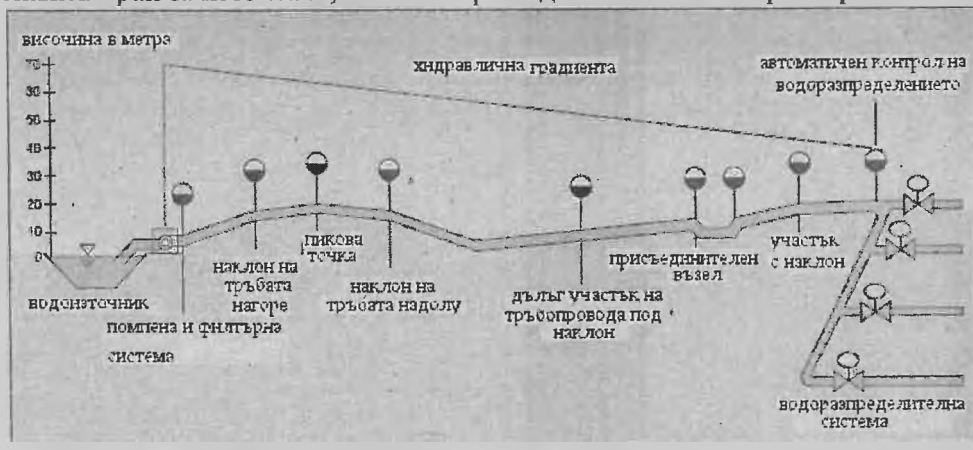 височина в метра
70
30
50
40
30
20
10
0
хидравлична градиента
автоматичен контрол на
водоразпределението
водоизточник
помпена и филтърна
система
наклон на
тръбата
нагоре
пикова
точка
наклон на
тръбата надолу
дълъг участък на
тръбопровода под
наклон
присъединителен
възел
участък
с наклон
водоразпределителна
система